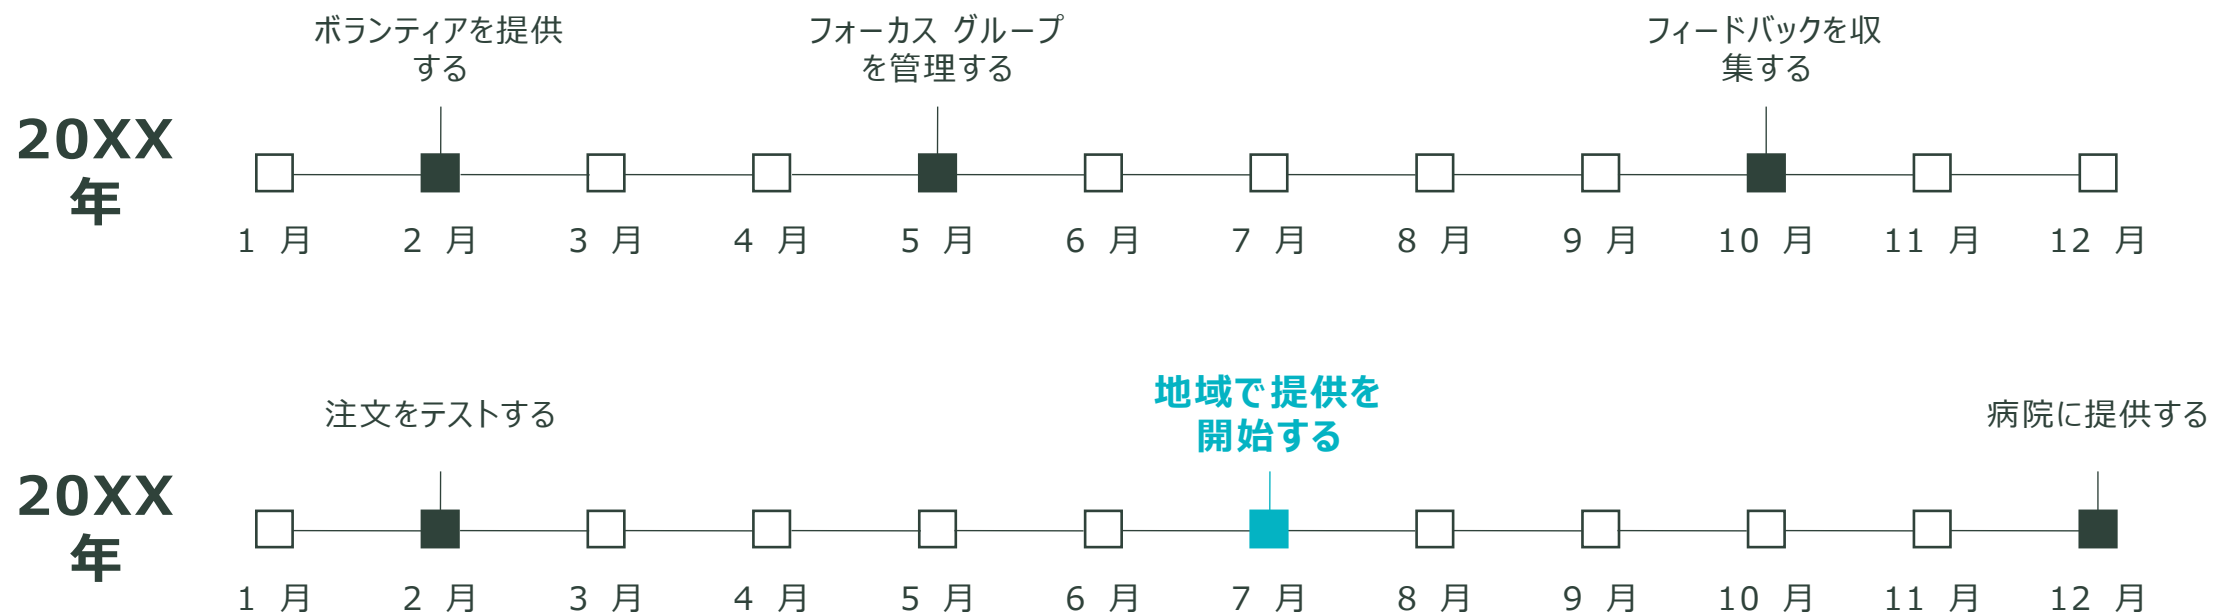 ボランティアを提供
する
フォーカス グループ
を管理する
フィードバックを収
集する
20XX
年
1 月 2 月 3 月 4 月 5 月 6 月 7 月 8 月 9 月 10 月 11 月 12 月
注文をテストする
地域で提供を
開始する
病院に提供する
20XX
年
1 月 2 月 3 月 4 月 5 月 6 月 7 月 8 月 9 月 10 月 11 月 12 月